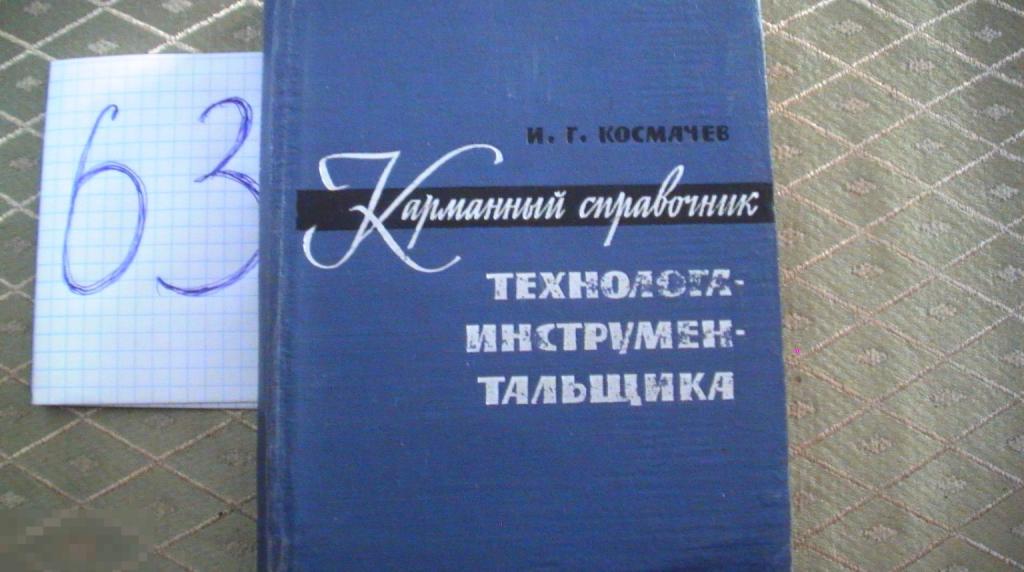 63
И. Г. КОСМАЧЕВ
Карманный справочник
ТЕХНОЛОГА-
ИНСТРУМЕН-
ТАЛЬЩИКА